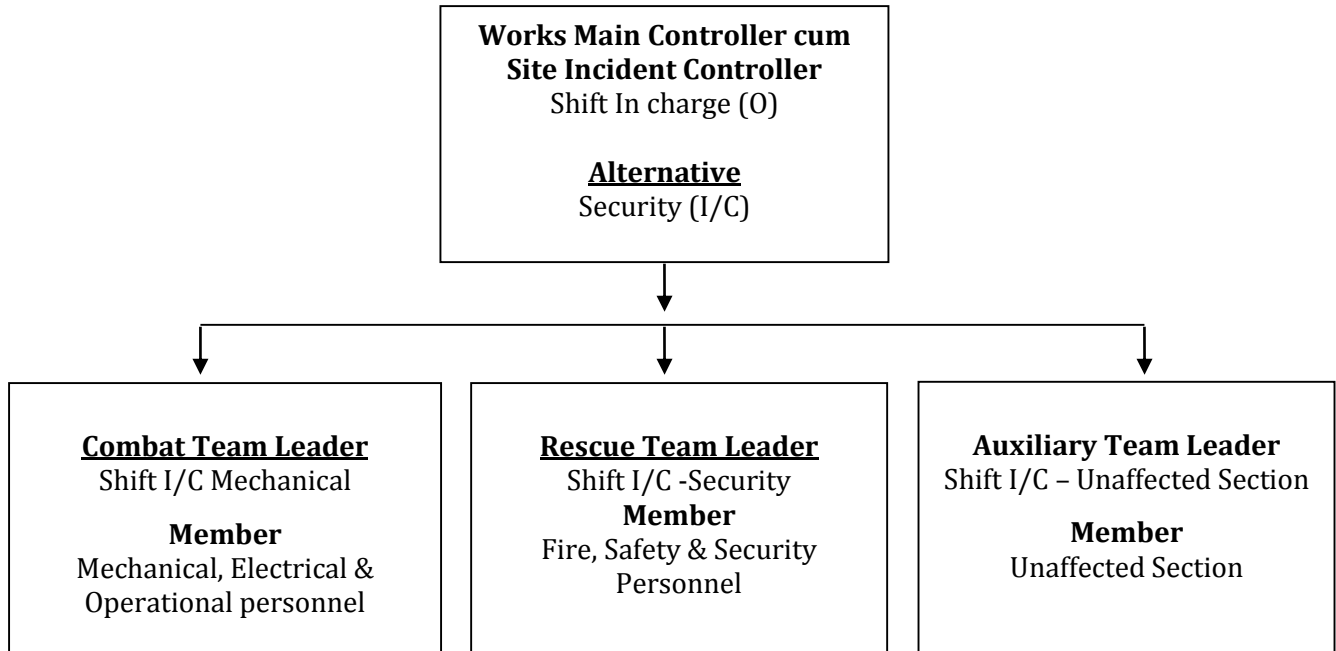 Works Main Controller cum
Site Incident Controller
Shift In charge (O)
Alternative
Security (I/C)
Combat Team Leader
Shift I/C Mechanical
Member
Mechanical, Electrical &
Operational personnel
Rescue Team Leader
Shift I/C -Security
Member
Fire, Safety & Security
Personnel
Auxiliary Team Leader
Shift I/C – Unaffected Section
Member
Unaffected Section